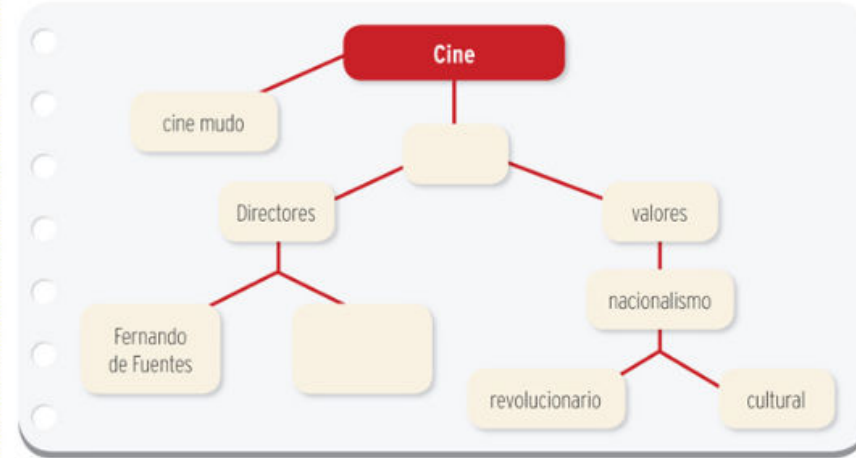 Cine
cine mudo
Directores
valores
nacionalismo
Fernando
de Fuentes
revolucionario
cultural